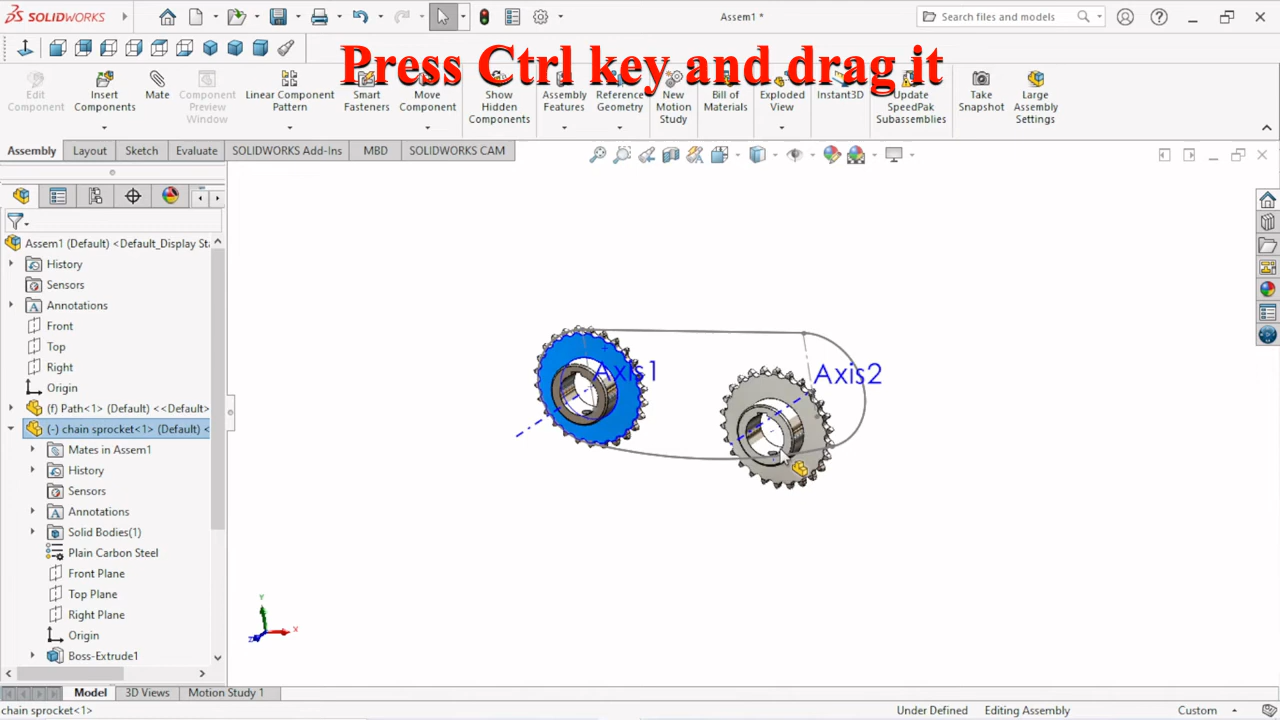 SOLIDWORKS
Assem1 *
Search files and models
Press Ctrl key and drag it
Edit
Component
Insert
Components
Mate
Component
Preview
Window
Linear Component
Pattern
Smart
Fasteners
Move
Component
Show
Hidden
Components
Assembly
Features
Reference
Geometry
New
Motion
Study
Bill of
Materials
Exploded
View
Instant3D
Update
SpeedPak
Subassemblies
Take
Snapshot
Large
Assembly
Settings
Assembly
Layout
Sketch
Evaluate
SOLIDWORKS Add-Ins
MBD
SOLIDWORKS CAM
Assem1 (Default) <Default_Display Sta
History
Sensors
Annotations
Front
Top
Right
Origin
(f) Path<1> (Default) <<Default>
(-) chain sprocket<1> (Default) <
Mates in Assem1
History
Sensors
Annotations
Solid Bodies(1)
Plain Carbon Steel
Front Plane
Top Plane
Right Plane
Origin
Boss-Extrude1
Axis1
Axis2
Y
X
Z
Model
3D Views
Motion Study 1
chain sprocket<1>
Under Defined
Editing Assembly
Custom